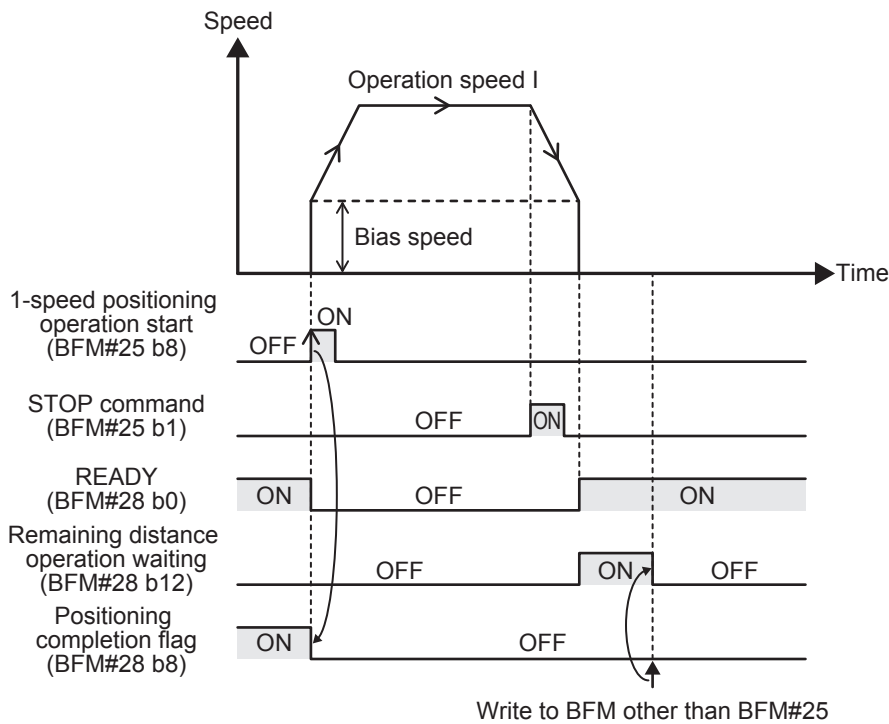 Speed
Operation speed I
Bias speed
Time
1-speed positioning
operation start
(BFM#25 b8)
OFF
ON
STOP command
(BFM#25 b1)
OFF
ON
READY
(BFM#28 b0)
ON
OFF
ON
Remaining distance
operation waiting
(BFM#28 b12)
OFF
ON
OFF
Positioning
completion flag
(BFM#28 b8)
ON
OFF
Write to BFM other than BFM#25